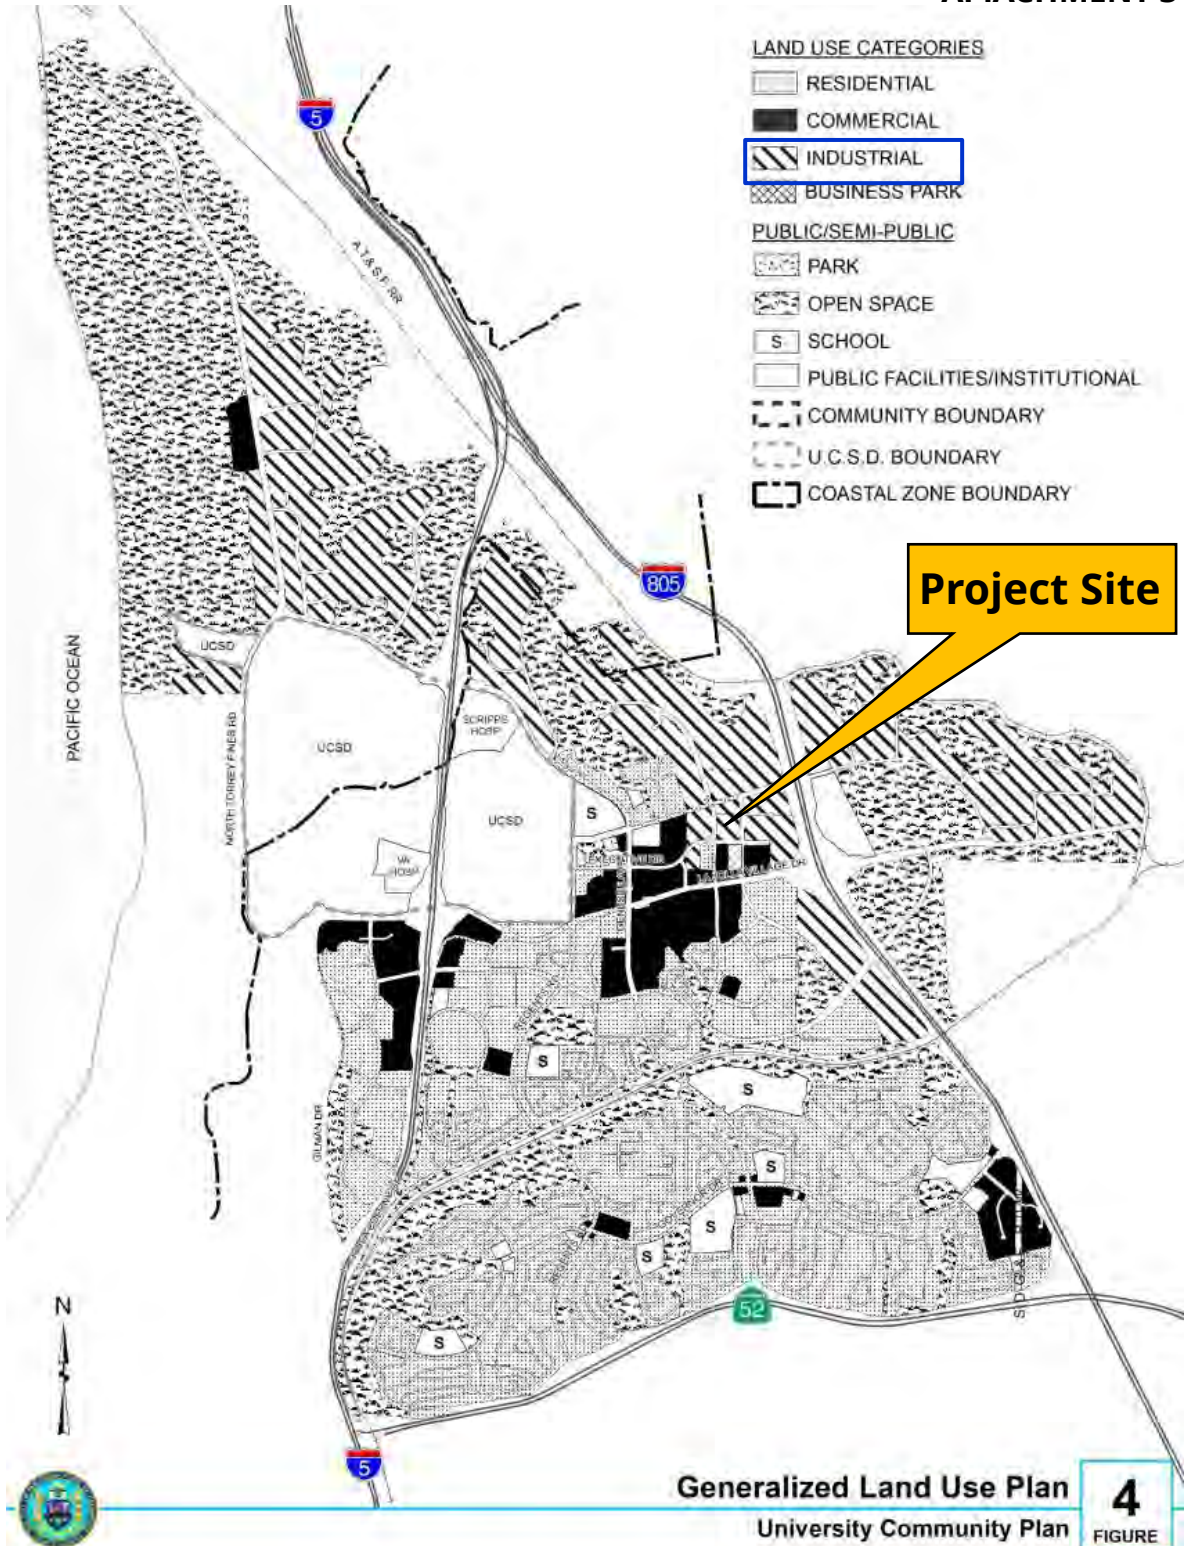 LAND USE CATEGORIES
RESIDENTIAL
COMMERCIAL
INDUSTRIAL
BUSINESS PARK
PUBLIC/SEMI-PUBLIC
PARK
OPEN SPACE
S SCHOOL
PUBLIC FACILITIES/INSTITUTIONAL
COMMUNITY BOUNDARY
U.C.S.D. BOUNDARY
COASTAL ZONE BOUNDARY
5
A.T.& S.F. RR
805
Project Site
UCSD
PACIFIC OCEAN
NORTH TORREY PINES RD
UCSD
SCRIPPS
HOSP
UCSD
S
VA
HOSP
LA JOLLA VILLAGE DR
S
S
GILMAN DR
S
S
S
S
52
N
5
Generalized Land Use Plan
University Community Plan
4
FIGURE